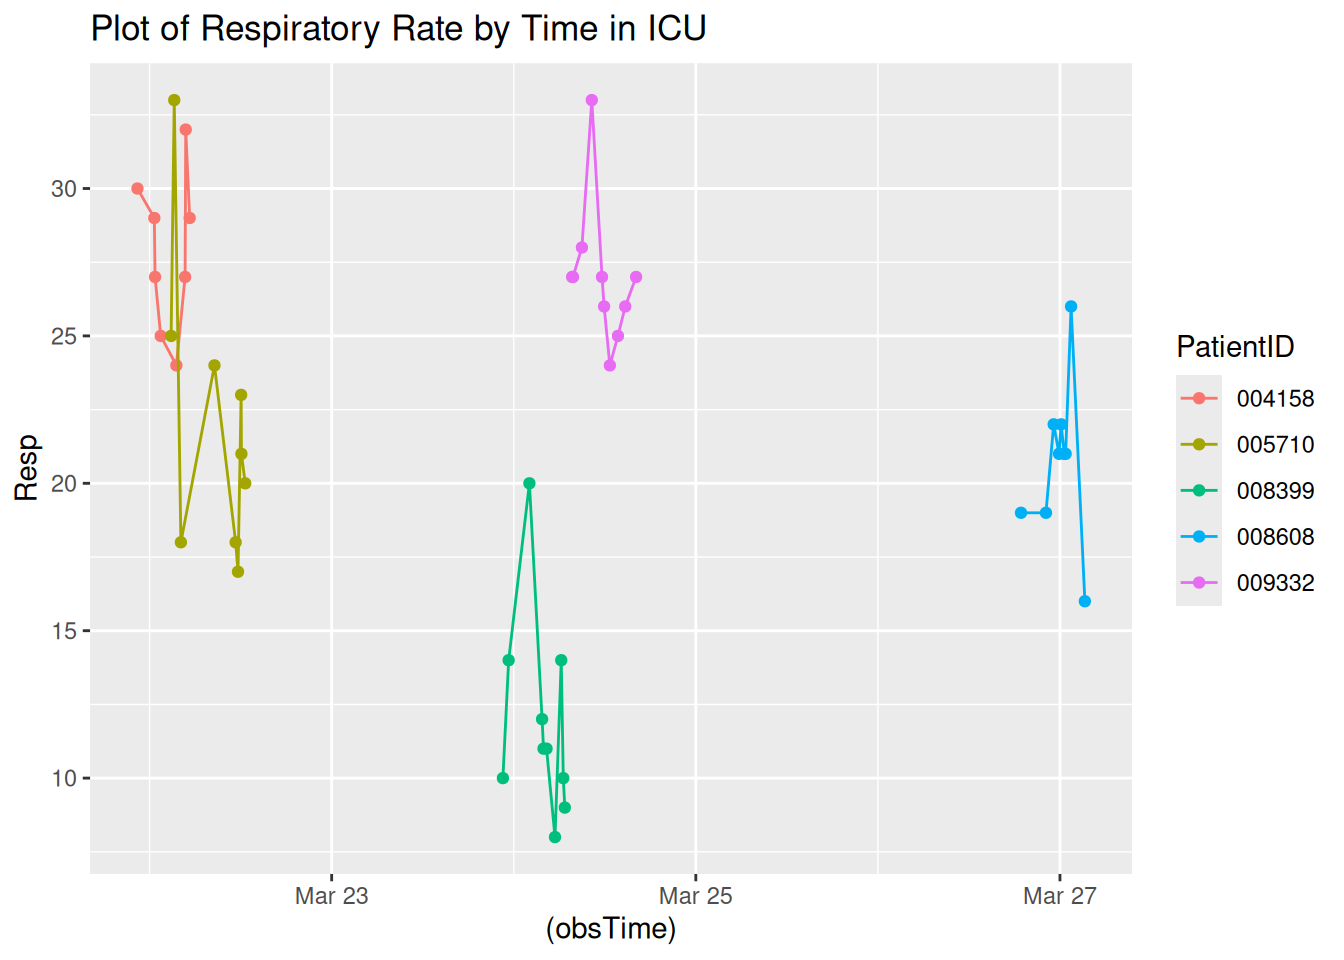 Plot of Respiratory Rate by Time in ICU
Resp
30
25
20
15
10
Mar 23
Mar 25
Mar 27
(obsTime)
PatientID
004158
005710
008399
008608
009332